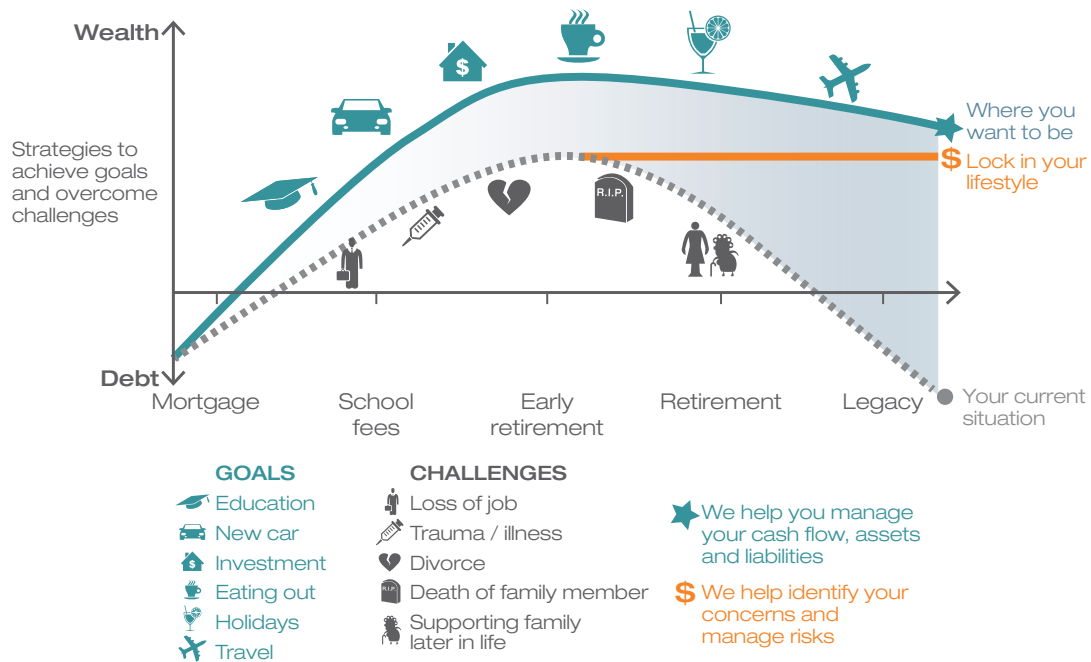 Wealth
Strategies to
achieve goals
and overcome
challenges
Debt
$
R.I.P.
Where you
want to be
$ Lock in your
lifestyle
Your current
situation
Mortgage
School
fees
Early
retirement
Retirement
Legacy
GOALS
Education
New car
$ Investment
Eating out
Holidays
Travel
CHALLENGES
Loss of job
Trauma / illness
Divorce
R.I.P. Death of family member
Supporting family
later in life
We help you manage
your cash flow, assets
and liabilities
$ We help identify your
concerns and
manage risks